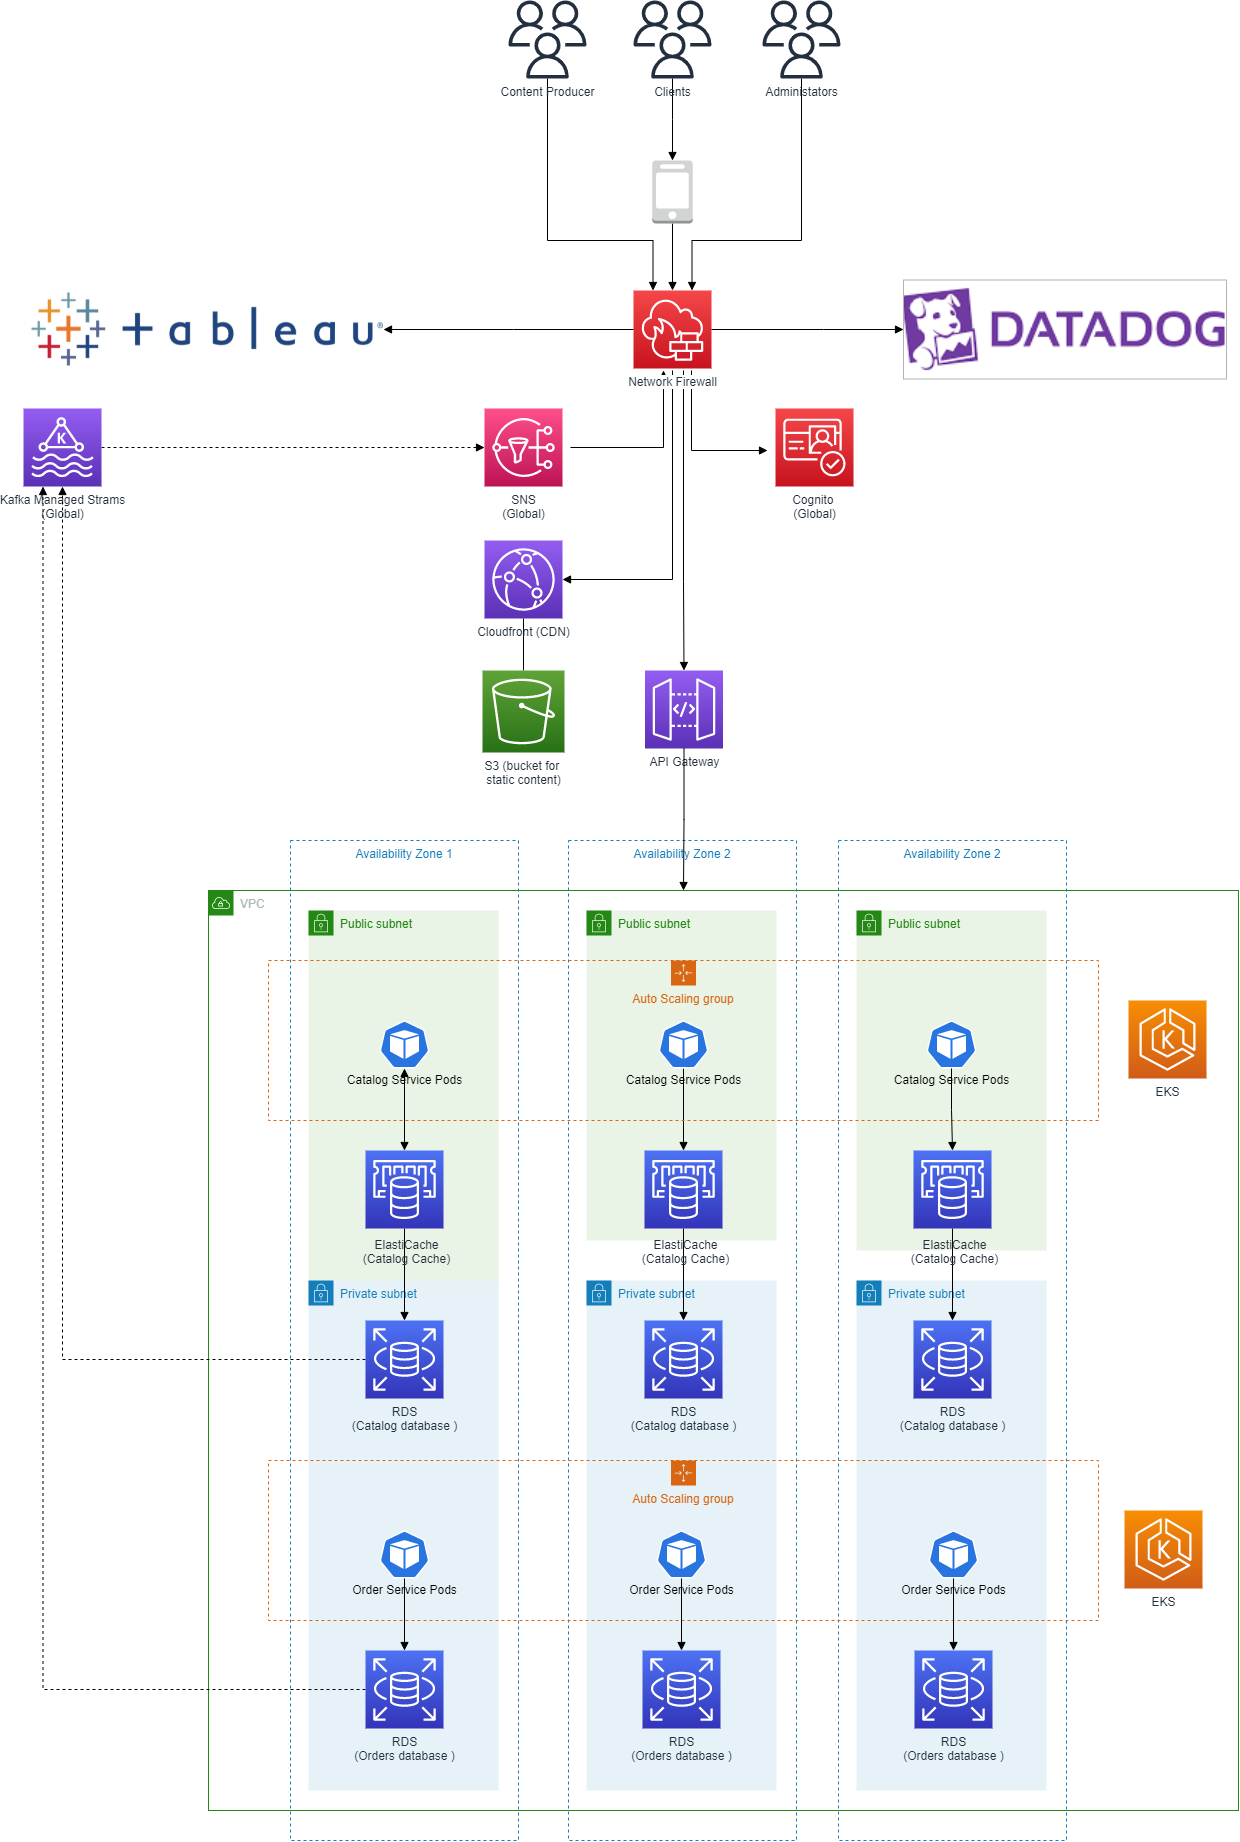 Content Producer
Clients
Administators
+ableau®
DATADOG
Network Firewall
K
Kafka Managed Strams
(Global)
SNS
(Global)
Cognito
(Global)
Cloudfront (CDN)
S3 (bucket for
static content)
</>
API Gateway
Availability Zone 1
Availability Zone 2
Availability Zone 2
VPC
Public subnet
Public subnet
Public subnet
Auto Scaling group
Catalog Service Pods
Catalog Service Pods
Catalog Service Pods
K
EKS
ElastiCache
(Catalog Cache)
ElastiCache
(Catalog Cache)
ElastiCache
(Catalog Cache)
Private subnet
Private subnet
Private subnet
RDS
(Catalog database )
RDS
(Catalog database )
RDS
(Catalog database )
Auto Scaling group
Order Service Pods
Order Service Pods
Order Service Pods
K
EKS
RDS
(Orders database )
RDS
(Orders database )
RDS
(Orders database )